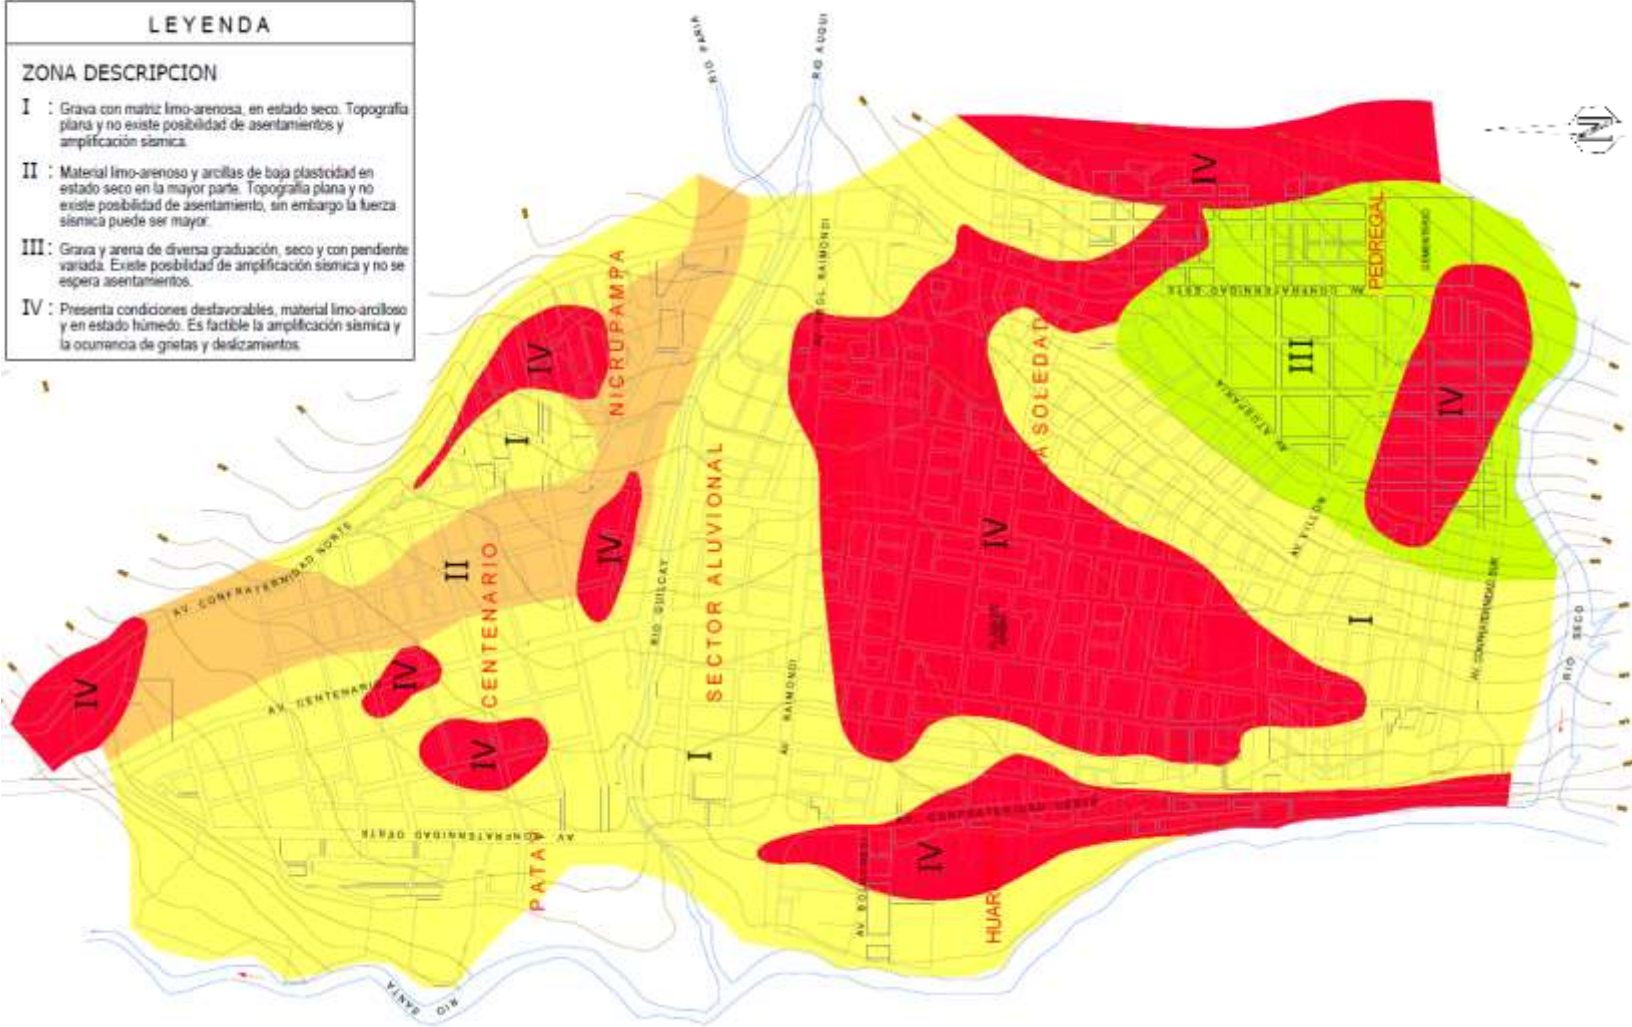 LEYENDA
ZONA DESCRIPCION
I : Grava con matriz limo-arenosa, en estado seco. Topografía
plana y no existe posibilidad de asentamientos y
amplificación sísmica.
II : Material limo-arenoso y arcillas de baja plasticidad en
estado seco en la mayor parte. Topografía plana y no
existe posibilidad de asentamiento, sin embargo la fuerza
sísmica puede ser mayor.
III : Grava y arena de diversa graduación, seco y con pendiente
variada. Existe posibilidad de amplificación sísmica y no se
espera asentamientos.
IV : Presenta condiciones desfavorables, material limo-arcilloso
y en estado húmedo. Es factible la amplificación sísmica y
la ocurrencia de grietas y deslizamientos.
RIO PARIA
RIO AUQUI
N
IV
PEDREGAL
CEMENTERIO
AV. CONFRATERNIDAD ESTE
RAIMONDI
NICRUPAMPA
IV
A SOLEDAD
III
IV
AV. ATUSPARIA
I
AV. VILLON
AV. CONFRATERNIDAD NORTE
II
CENTENARIO
IV
RIO QUILCAY
SECTOR ALUVIONAL
IV
I
AV. CONFRATERNIDAD SUR
RIO SECO
IV
AV. CENTENARIO
IV
IV
I
AV. RAIMONDI
AV. CONFRATERNIDAD OESTE
AV. CONFRATERNIDAD OESTE
PATAY
IV
HUAR
RIO SANTA